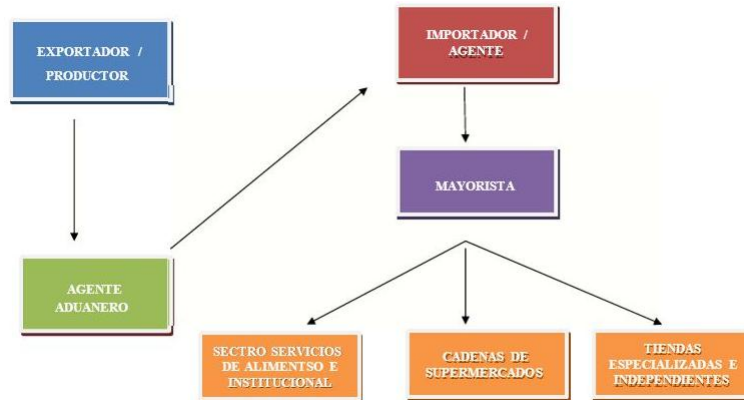 EXPORTADOR /
PRODUCTOR
IMPORTADOR /
AGENTE
MAYORISTA
AGENTE
ADUANERO
SECTRO SERVICIOS
DE ALIMENTSO E
INSTITUCIONAL
CADENAS DE
SUPERMERCADOS
TIENDAS
ESPECIALIZADAS E
INDEPENDIENTES